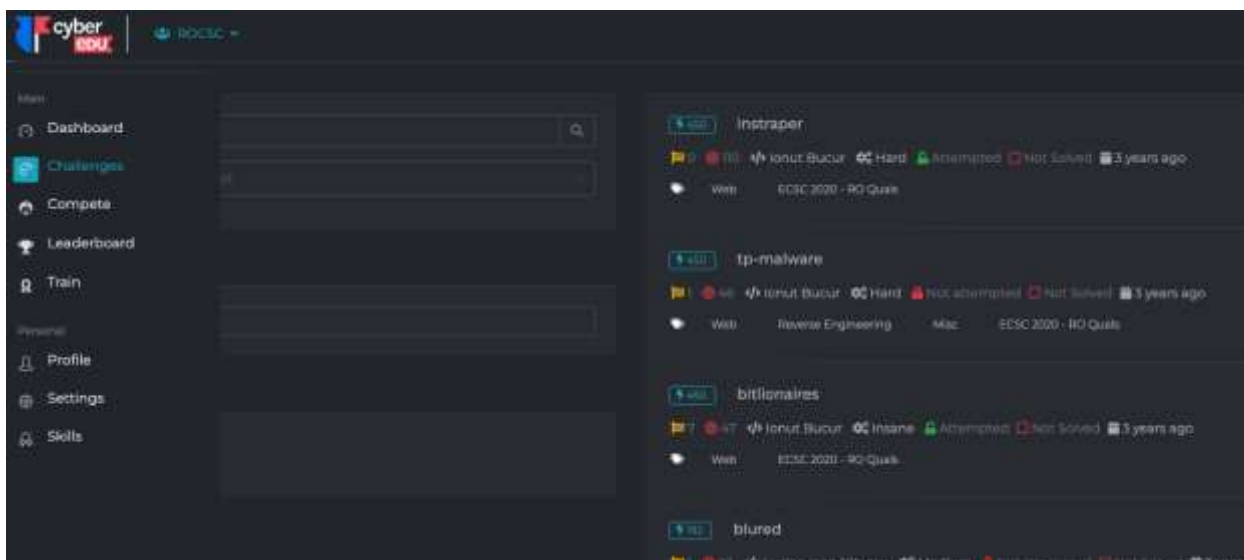 cyber
edu
ROCSC
Main
Dashboard
Challenges
Compete
Leaderboard
Train
Personal
Profile
Settings
Skills
instraper
Ionut Bucur Hard Attempted Not Solved 3 years ago
Web ECSC 2020 - RO Quals
tp-malware
1 Ionut Bucur Hard Not attempted Not Solved 3 years ago
Web Reverse Engineering Misc ECSC 2020 - RO Quals
bitlionaires
7 47 Ionut Bucur Insane Attempted Not Solved 3 years ago
Web ECSC 2020 - RO Quals
blured